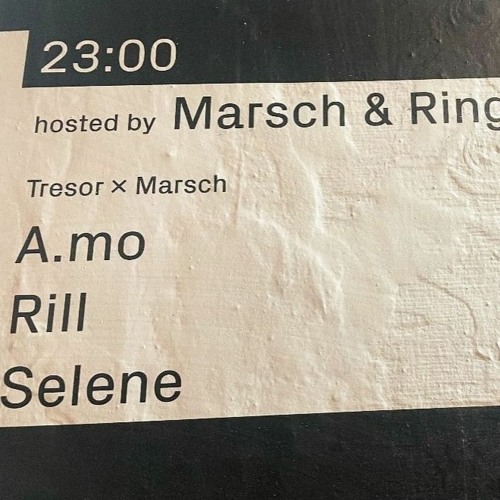 23:00
hosted by Marsch & Ring
Tresor × Marsch
A.mo
Rill
Selene